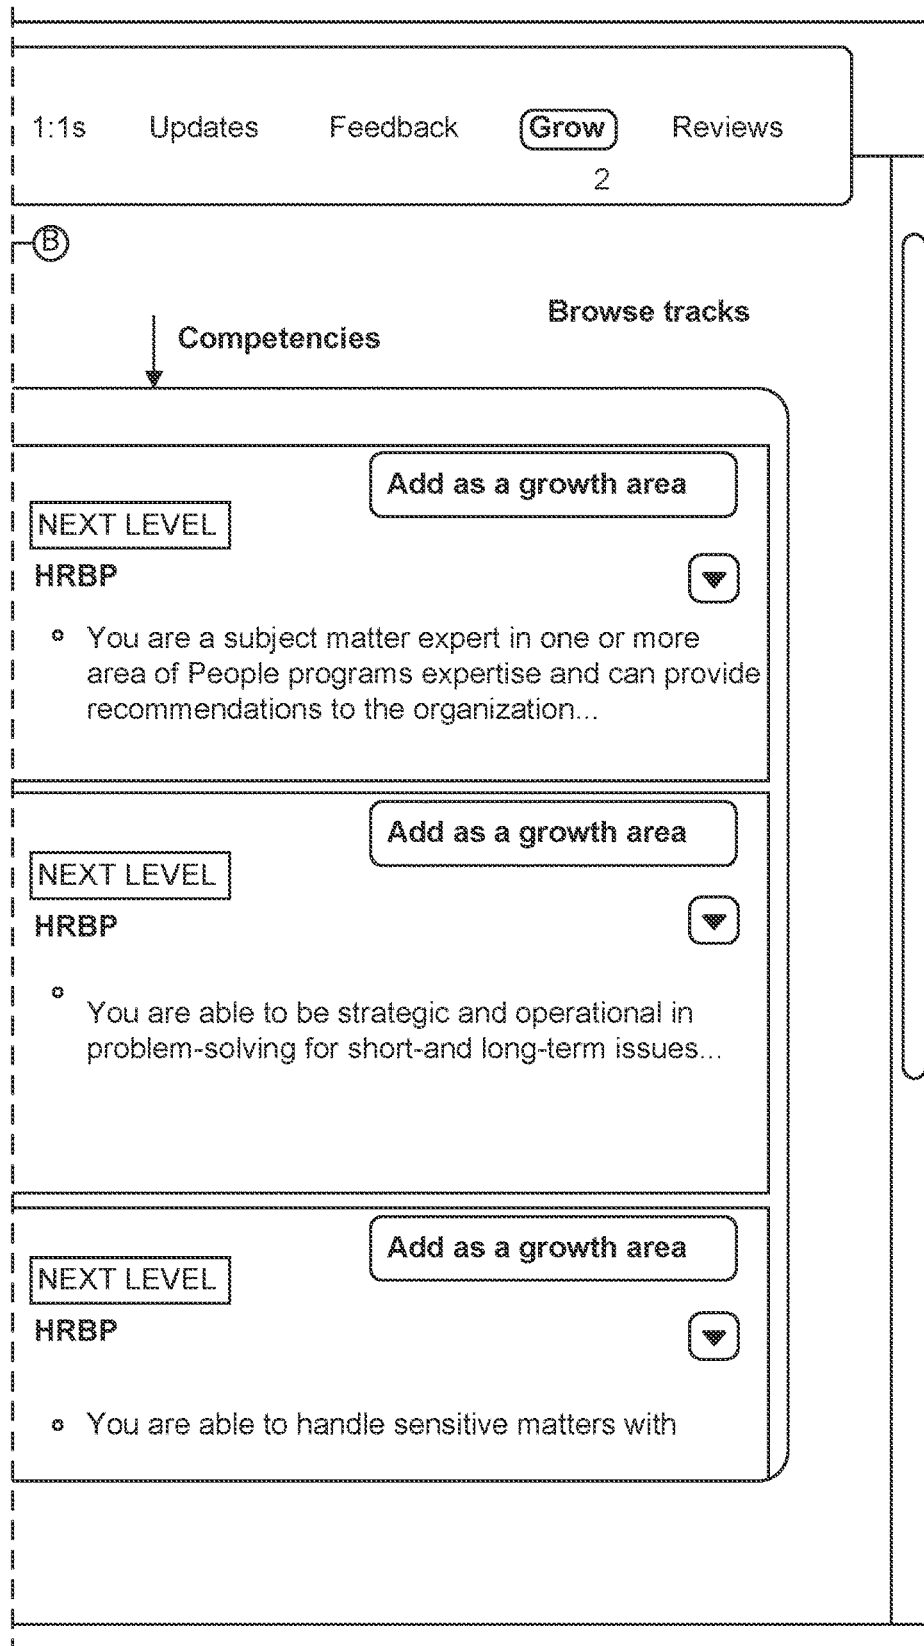 1:1s Updates Feedback Grow Reviews
2
B
Browse tracks
Competencies
Add as a growth area
NEXT LEVEL
HRBP
You are a subject matter expert in one or more
area of People programs expertise and can provide
recommendations to the organization...
Add as a growth area
NEXT LEVEL
HRBP
You are able to be strategic and operational in
problem-solving for short-and long-term issues...
Add as a growth area
NEXT LEVEL
HRBP
You are able to handle sensitive matters with